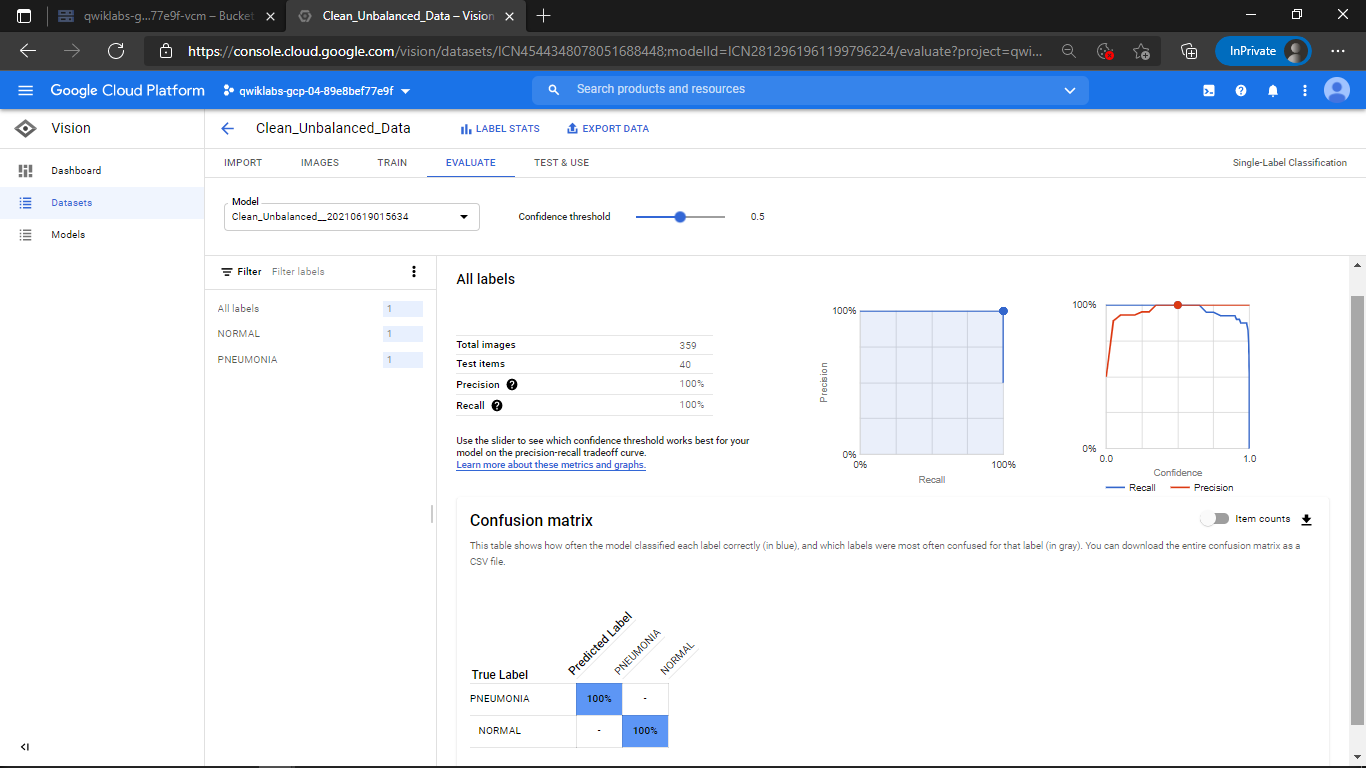 qwiklabs-g...77e9f-vcm – Bucket
Clean_Unbalanced_Data – Vision
https://console.cloud.google.com/vision/datasets/ICN4544348078051688448;modelId=ICN2812961961199796224/evaluate?project=qwi...
InPrivate
Google Cloud Platform
qwiklabs-gcp-04-89e8bef77e9f
Search products and resources
Vision
Clean_Unbalanced_Data
LABEL STATS
EXPORT DATA
Dashboard
Datasets
Models
IMPORT
IMAGES
TRAIN
EVALUATE
TEST & USE
Single-Label Classification
Model
Clean_Unbalanced__20210619015634
Confidence threshold
0.5
Filter
Filter labels
All labels 1
NORMAL 1
PNEUMONIA 1
All labels
Total images 359
Test items 40
Precision ? 100%
Recall ? 100%
Use the slider to see which confidence threshold works best for your
model on the precision-recall tradeoff curve.
Learn more about these metrics and graphs.
100%
Precision
0%
0%
100%
Recall
100%
0%
0.0
1.0
Confidence
Recall
Precision
Confusion matrix
Item counts
This table shows how often the model classified each label correctly (in blue), and which labels were most often confused for that label (in gray). You can download the entire confusion matrix as a
CSV file.
True Label
Predicted Label
PNEUMONIA
NORMAL
PNEUMONIA 100% -
NORMAL - 100%